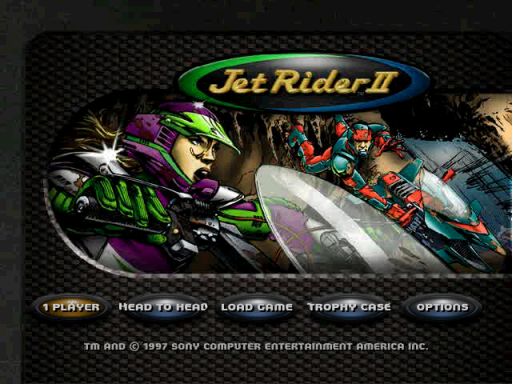 Jet Rider II
1 PLAYER HEAD TO HEAD LOAD GAME TROPHY CASE OPTIONS
TM AND © 1997 SONY COMPUTER ENTERTAINMENT AMERICA INC.